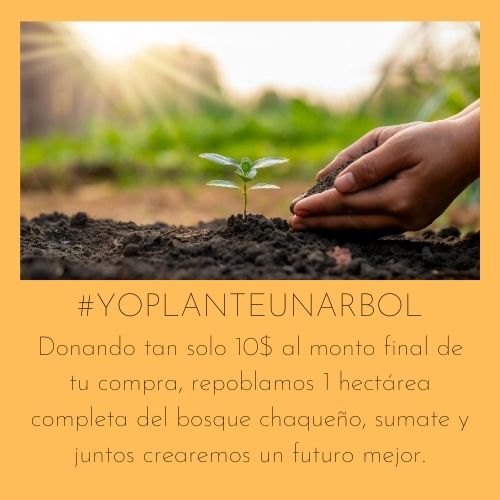 #YOPLANTEUNARBOL
Donando tan solo 10$ al monto final de
tu compra, repoblamos 1 hectárea
completa del bosque chaqueño, sumate y
juntos crearemos un futuro mejor.